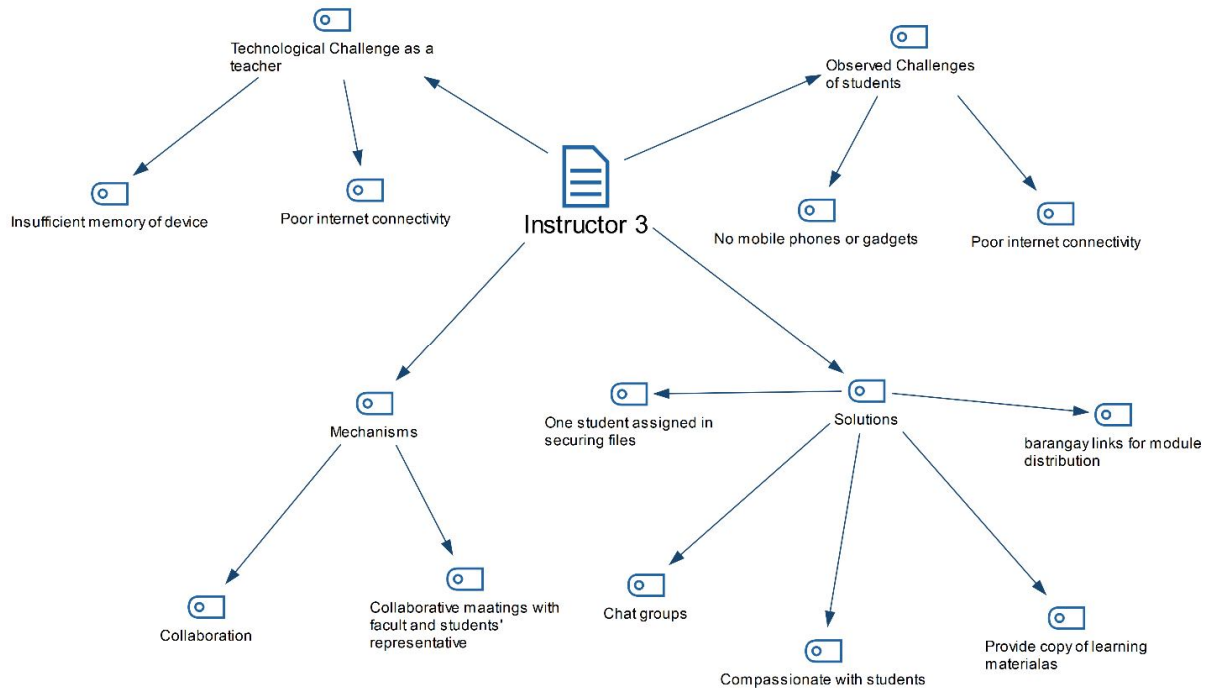 Technological Challenge as a
teacher
Observed Challenges
of students
Insufficient memory of device
Poor internet connectivity
Instructor 3
No mobile phones or gadgets
Poor internet connectivity
Mechanisms
One student assigned in
securing files
Solutions
barangay links for module
distribution
Collaboration
Collaborative maatings with
facult and students'
representative
Chat groups
Compassionate with students
Provide copy of learning
materialas